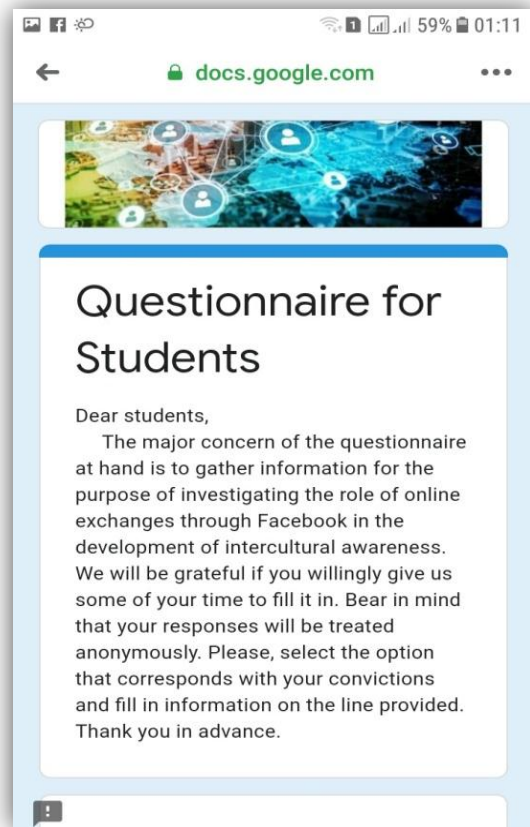 59% 01:11
docs.google.com
Questionnaire for
Students
Dear students,
The major concern of the questionnaire
at hand is to gather information for the
purpose of investigating the role of online
exchanges through Facebook in the
development of intercultural awareness.
We will be grateful if you willingly give us
some of your time to fill it in. Bear in mind
that your responses will be treated
anonymously. Please, select the option
that corresponds with your convictions
and fill in information on the line provided.
Thank you in advance.